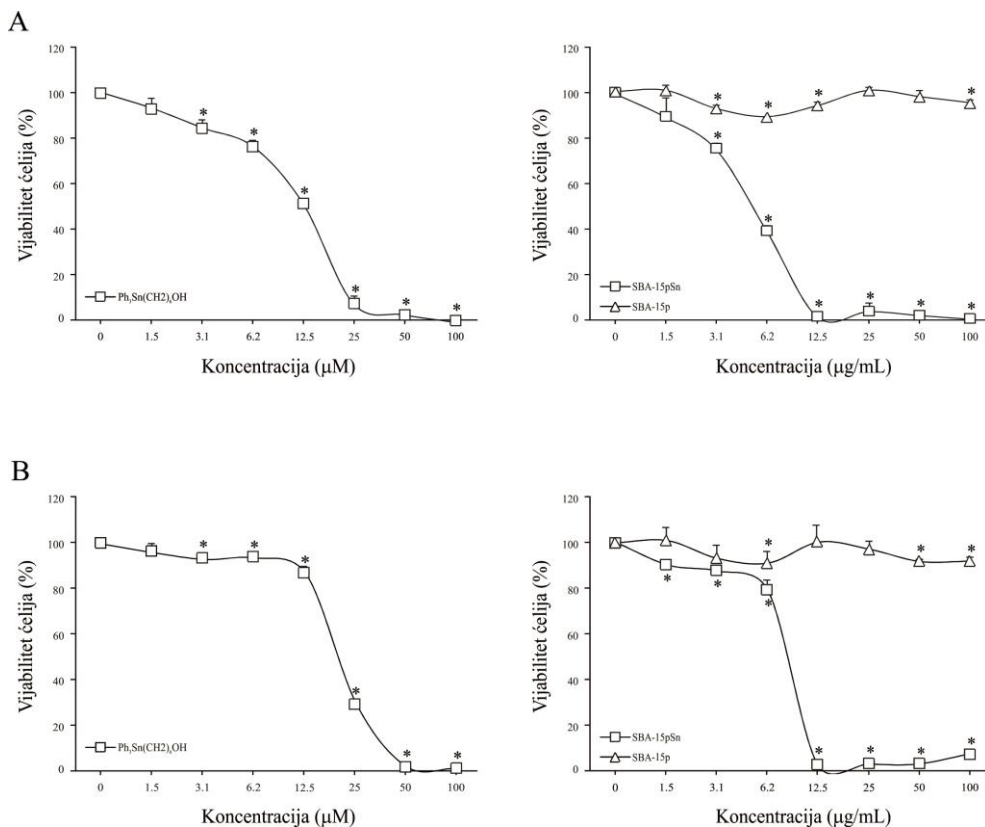 A
120
100
80
60
40
20
0
Vijabilitet ćelija (%)
* * * * * *
Ph₃Sn(CH2)₆OH
0 1.5 3.1 6.2 12.5 25 50 100
Koncentracija (µM)
120
100
80
60
40
20
0
Vijabilitet ćelija (%)
* * * *
* * * * * *
SBA-15pSn
SBA-15p
0 1.5 3.1 6.2 12.5 25 50 100
Koncentracija (µg/mL)
B
120
100
80
60
40
20
0
Vijabilitet ćelija (%)
* * * * * *
Ph₃Sn(CH2)₆OH
0 1.5 3.1 6.2 12.5 25 50 100
Koncentracija (µM)
120
100
80
60
40
20
0
Vijabilitet ćelija (%)
* * *
* * * * * * *
SBA-15pSn
SBA-15p
0 1.5 3.1 6.2 12.5 25 50 100
Koncentracija (µg/mL)